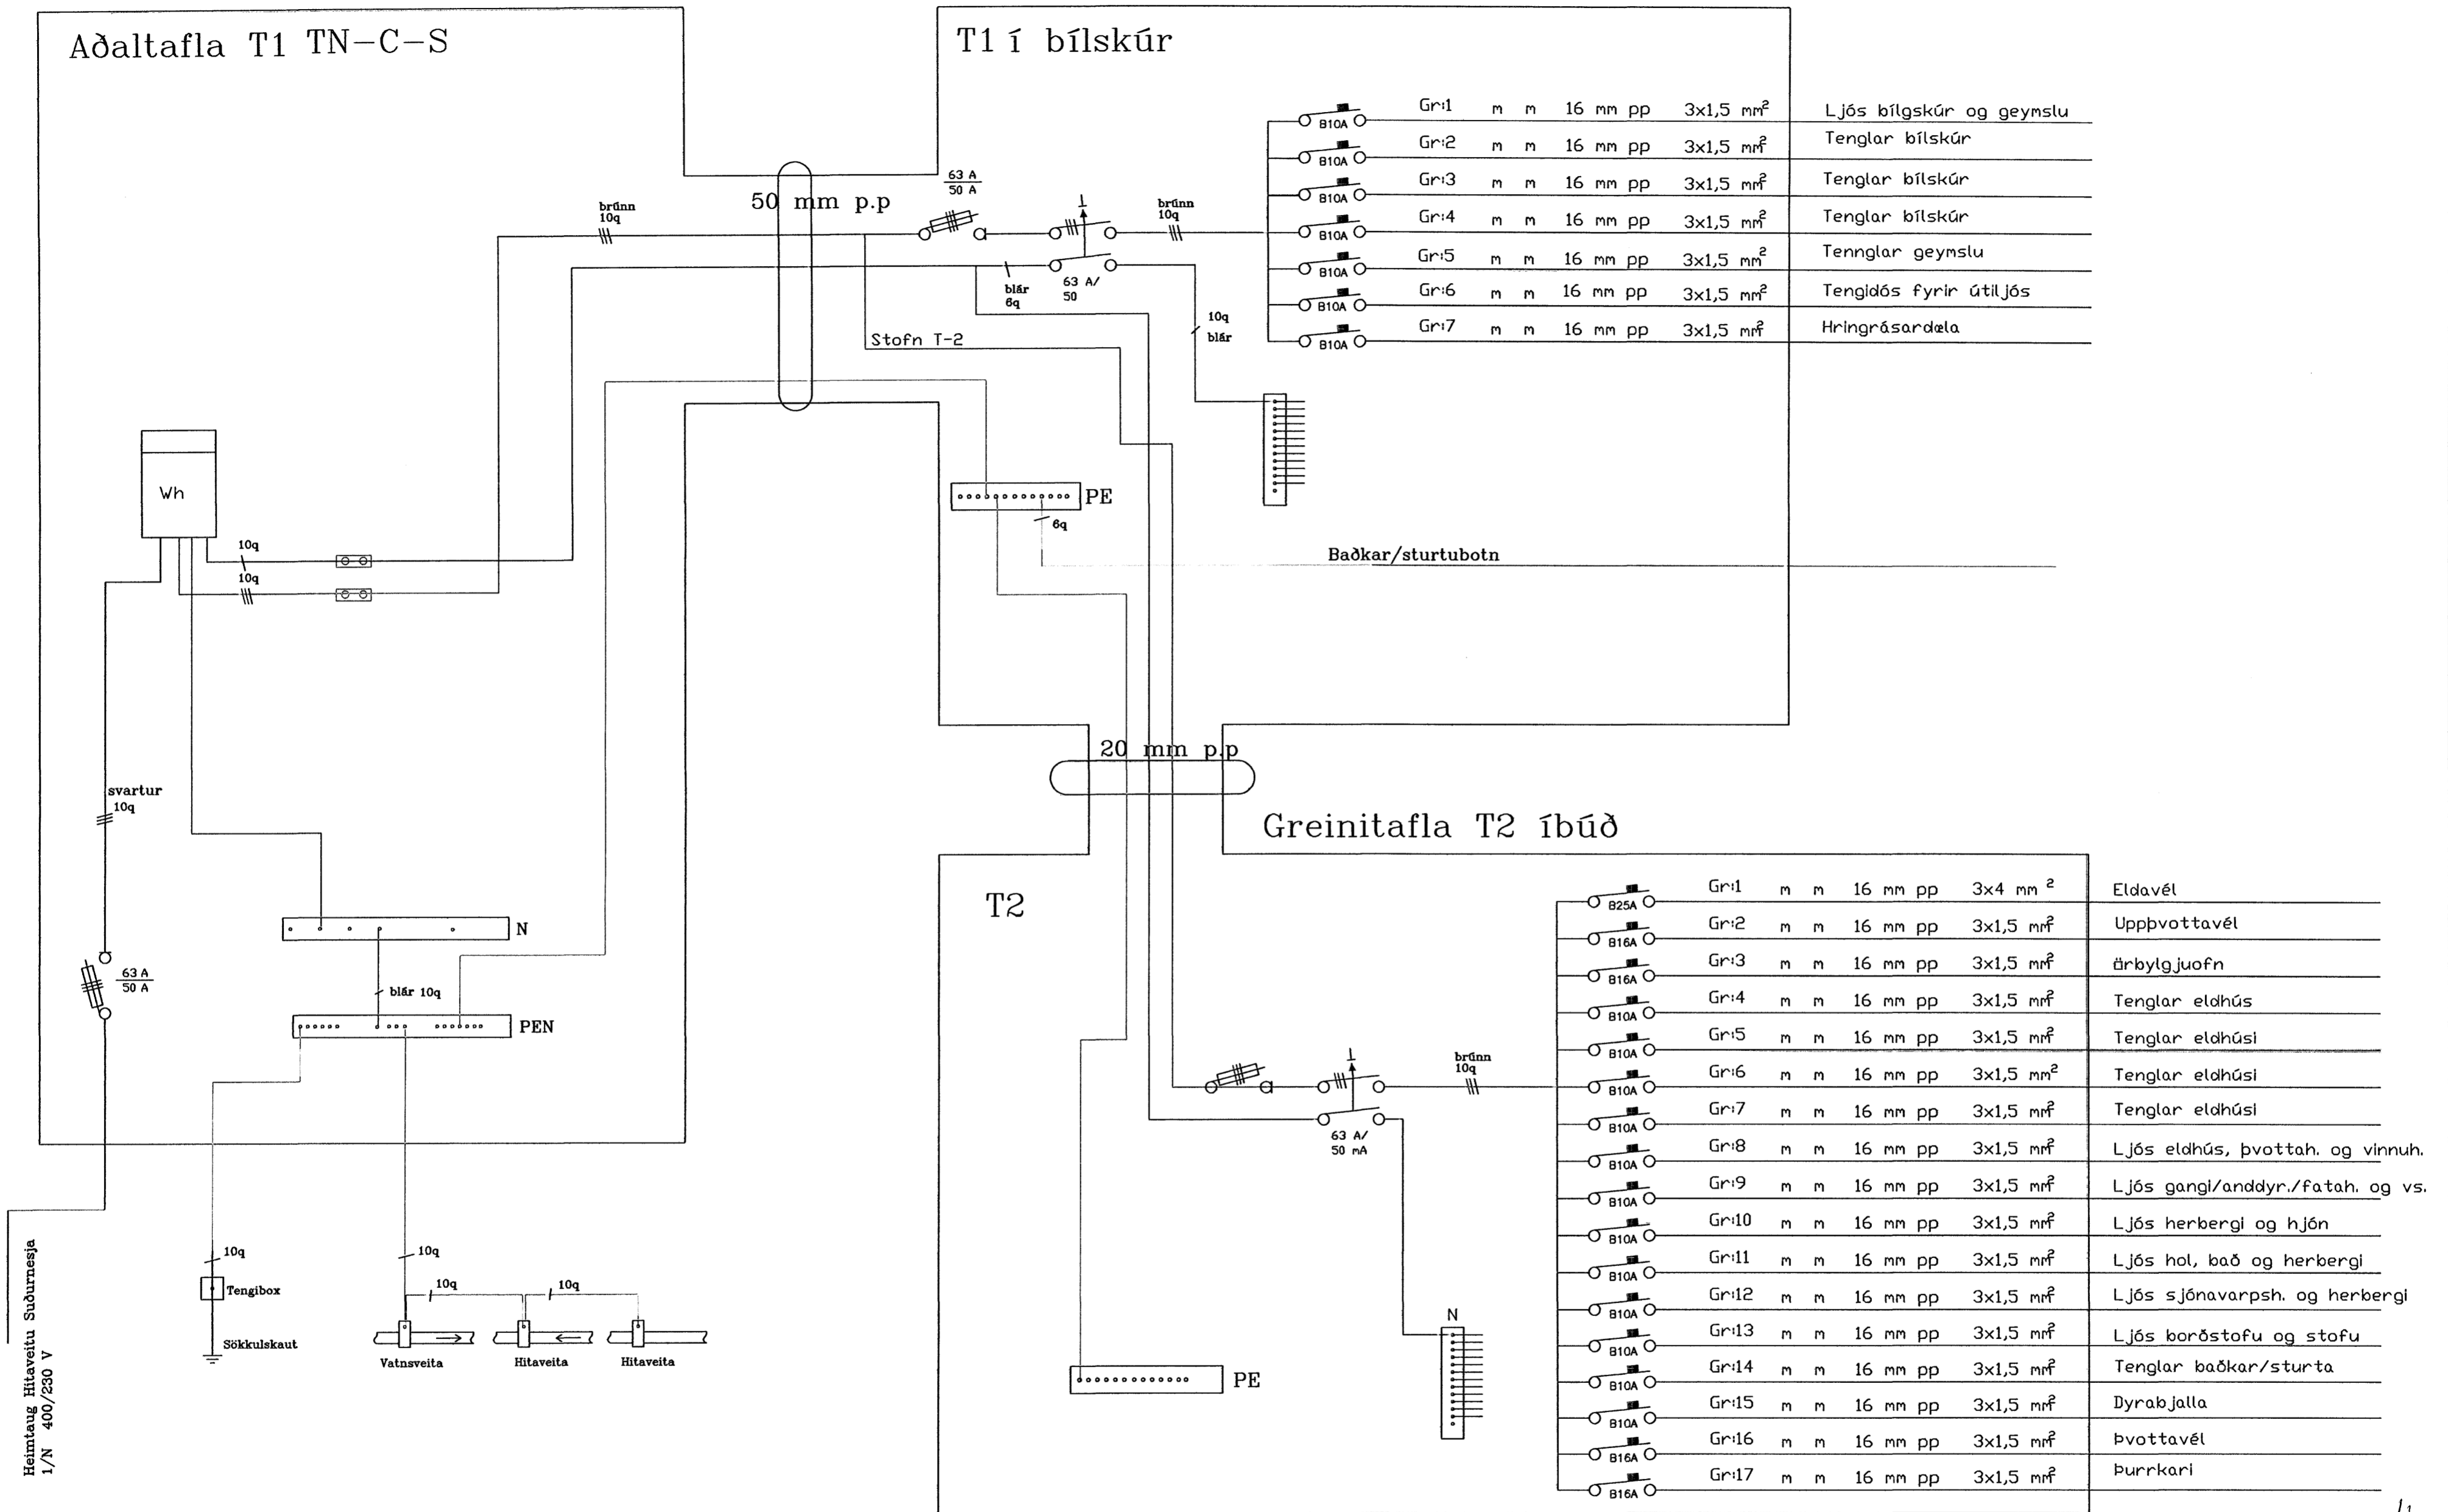 Aðaltafla T1 TN-C-S
T1 í bílskúr
50 mm p.p
63 A
50 A
brúnn
10q
brúnn
10q
blár
6q
63 A/
50
10q
blár
Stofn T-2
B10A Gr:1 m m 16 mm pp 3x1,5 mm² Ljós bílgskúr og geymslu
B10A Gr:2 m m 16 mm pp 3x1,5 mm² Tenglar bílskúr
B10A Gr:3 m m 16 mm pp 3x1,5 mm² Tenglar bílskúr
B10A Gr:4 m m 16 mm pp 3x1,5 mm² Tenglar bílskúr
B10A Gr:5 m m 16 mm pp 3x1,5 mm² Tennglar geymslu
B10A Gr:6 m m 16 mm pp 3x1,5 mm² Tengidós fyrir útiljós
B10A Gr:7 m m 16 mm pp 3x1,5 mm² Hringrásardæla
Wh
10q
10q
PE
6q
Baðkar/sturtubotn
svartur
10q
63 A
50 A
N
blár 10q
PEN
10q
Tengibox
Sökkulskaut
10q
10q
10q
Vatnsveita
Hitaveita
Hitaveita
Heimtaug Hitaveitu Suðurnesja
1/N 400/230 V
20 mm p.p
Greinitafla T2 íbúð
T2
brúnn
10q
63 A/
50 mA
N
PE
B25A Gr:1 m m 16 mm pp 3x4 mm ² Eldavél
B16A Gr:2 m m 16 mm pp 3x1,5 mm² Uppþvottavél
B16A Gr:3 m m 16 mm pp 3x1,5 mm² örbylgjuofn
B10A Gr:4 m m 16 mm pp 3x1,5 mm² Tenglar eldhús
B10A Gr:5 m m 16 mm pp 3x1,5 mm² Tenglar eldhúsi
B10A Gr:6 m m 16 mm pp 3x1,5 mm² Tenglar eldhúsi
B10A Gr:7 m m 16 mm pp 3x1,5 mm² Tenglar eldhúsi
B10A Gr:8 m m 16 mm pp 3x1,5 mm² Ljós eldhús, þvottah. og vinnuh.
B10A Gr:9 m m 16 mm pp 3x1,5 mm² Ljós gangi/anddyr./fatah. og vs.
B10A Gr:10 m m 16 mm pp 3x1,5 mm² Ljós herbergi og hjón
B10A Gr:11 m m 16 mm pp 3x1,5 mm² Ljós hol, bað og herbergi
B10A Gr:12 m m 16 mm pp 3x1,5 mm² Ljós sjónavarpsh. og herbergi
B10A Gr:13 m m 16 mm pp 3x1,5 mm² Ljós borðstofu og stofu
B10A Gr:14 m m 16 mm pp 3x1,5 mm² Tenglar baðkar/sturta
B10A Gr:15 m m 16 mm pp 3x1,5 mm² Dyrabjalla
B16A Gr:16 m m 16 mm pp 3x1,5 mm² Þvottavél
B16A Gr:17 m m 16 mm pp 3x1,5 mm² Þurrkari